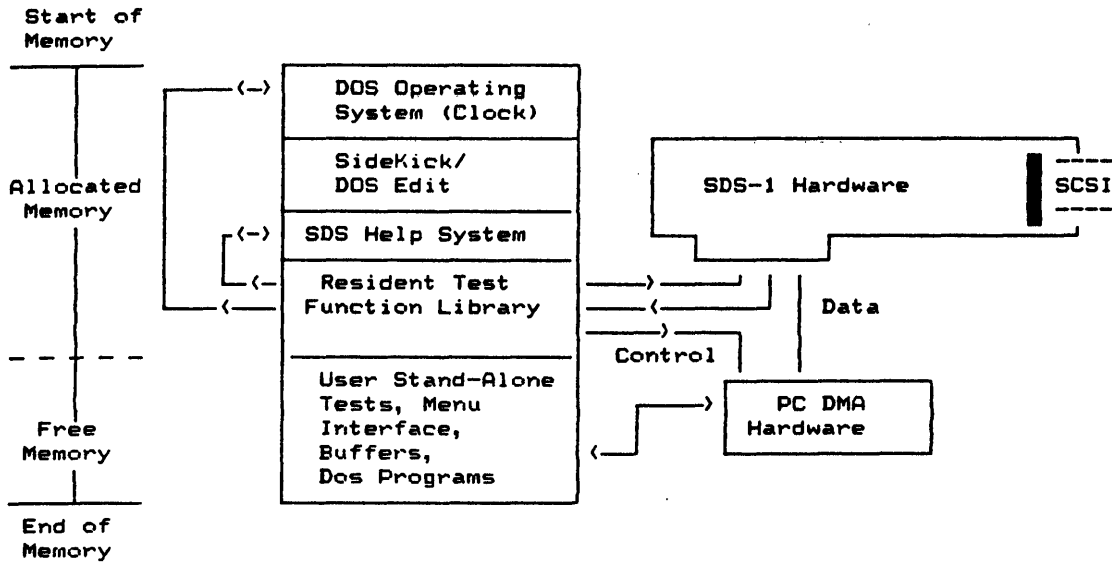 Start of
Memory
DOS Operating
System (Clock)
SideKick/
DOS Edit
Allocated
Memory
SDS-1 Hardware
SCSI
SDS Help System
Resident Test
Function Library
Data
Control
User Stand-Alone
Tests, Menu
Interface,
Buffers,
Dos Programs
PC DMA
Hardware
Free
Memory
End of
Memory